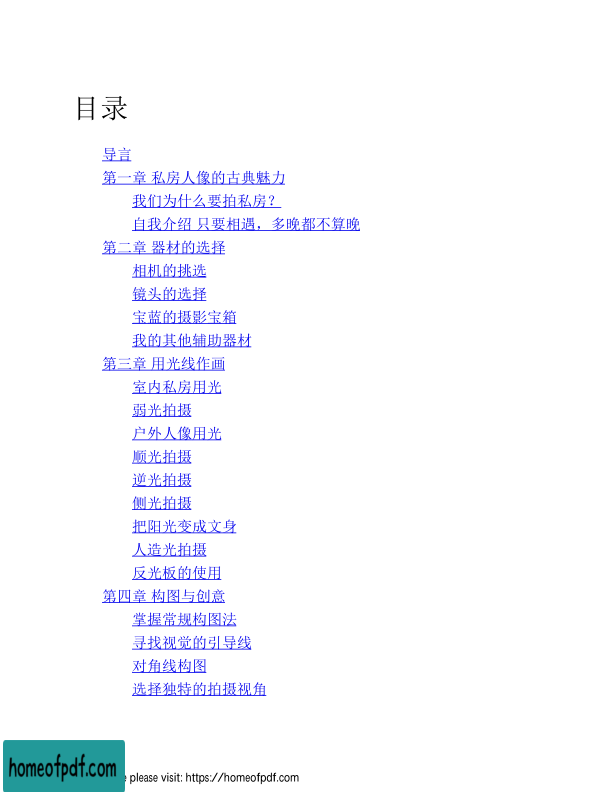 目录
导言
第一章 私房人像的古典魅力
我们为什么要拍私房？
自我介绍 只要相遇，多晚都不算晚
第二章 器材的选择
相机的挑选
镜头的选择
宝蓝的摄影宝箱
我的其他辅助器材
第三章 用光线作画
室内私房用光
弱光拍摄
户外人像用光
顺光拍摄
逆光拍摄
侧光拍摄
把阳光变成文身
人造光拍摄
反光板的使用
第四章 构图与创意
掌握常规构图法
寻找视觉的引导线
对角线构图
选择独特的拍摄视角
homeofpdf.com
please visit: https://homeofpdf.com